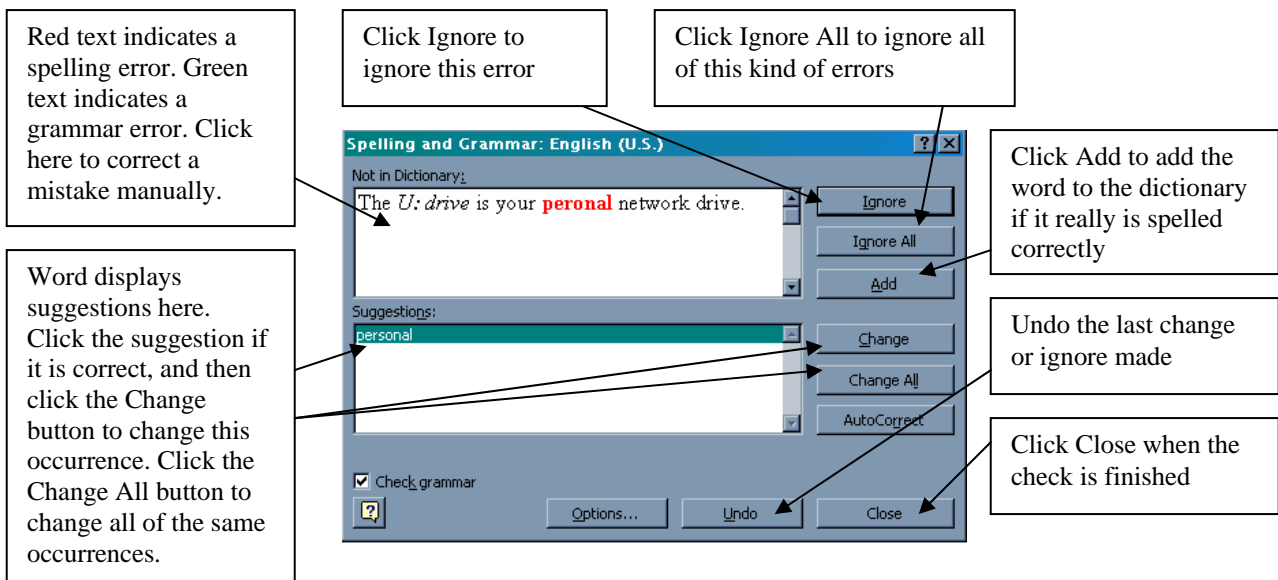 Red text indicates a
spelling error. Green
text indicates a
grammar error. Click
here to correct a
mistake manually.
Click Ignore to
ignore this error
Click Ignore All to ignore all
of this kind of errors
Spelling and Grammar: English (U.S.)
Not in Dictionary:
The U: drive is your peronal network drive.
Ignore
Ignore All
Add
Click Add to add the
word to the dictionary
if it really is spelled
correctly
Word displays
suggestions here.
Click the suggestion if
it is correct, and then
click the Change
button to change this
occurrence. Click the
Change All button to
change all of the same
occurrences.
Suggestions:
personal
Change
Change All
AutoCorrect
Undo the last change
or ignore made
Click Close when the
check is finished
Check grammar
Options...
Undo
Close